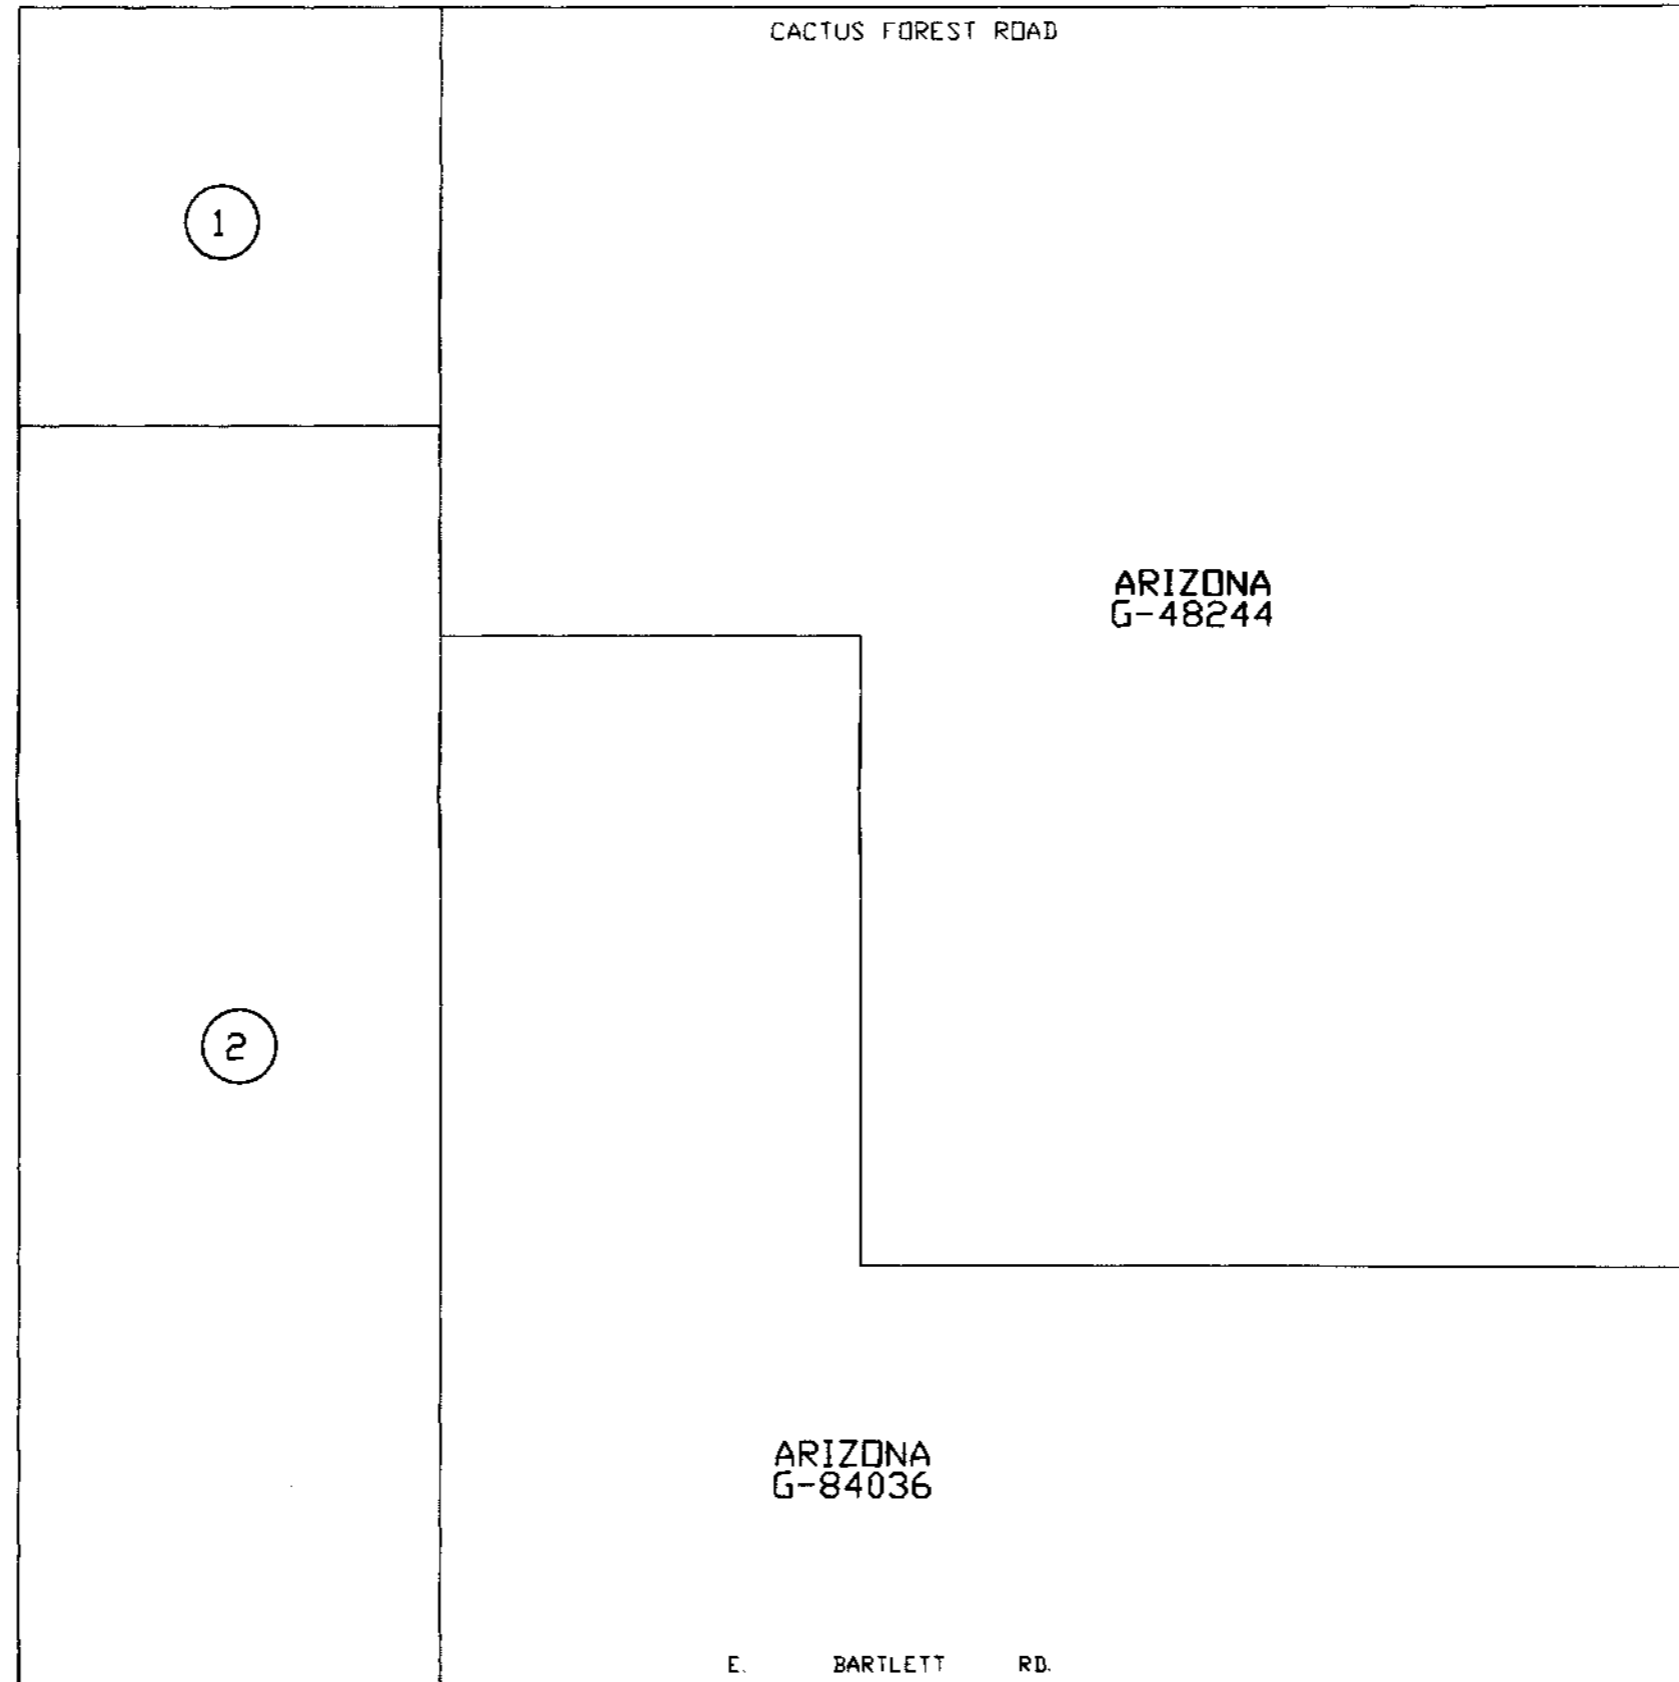 CACTUS FOREST ROAD
1
ARIZONA
G-48244
2
ARIZONA
G-84036
E. BARTLETT RD.